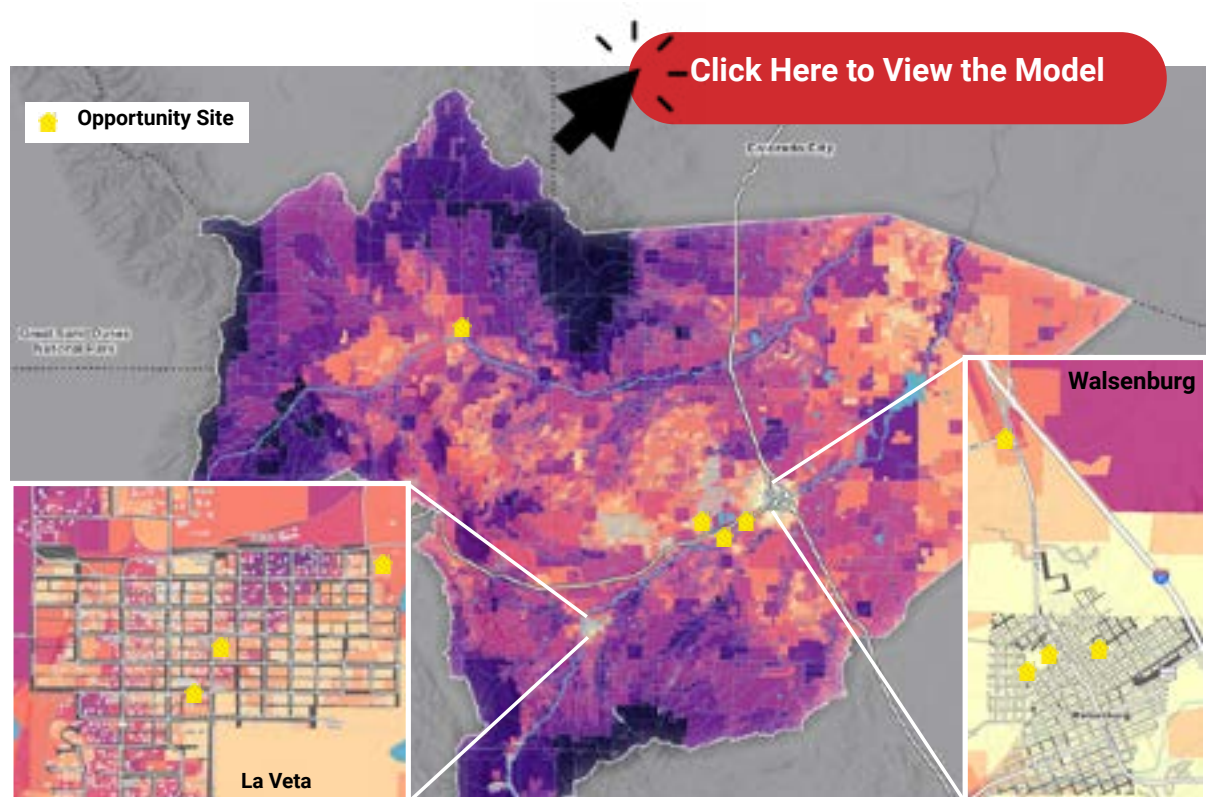 Click Here to View the Model
Opportunity Site
Colorado City
Great Sand Dunes
National Park
Walsenburg
Walsenburg
La Veta